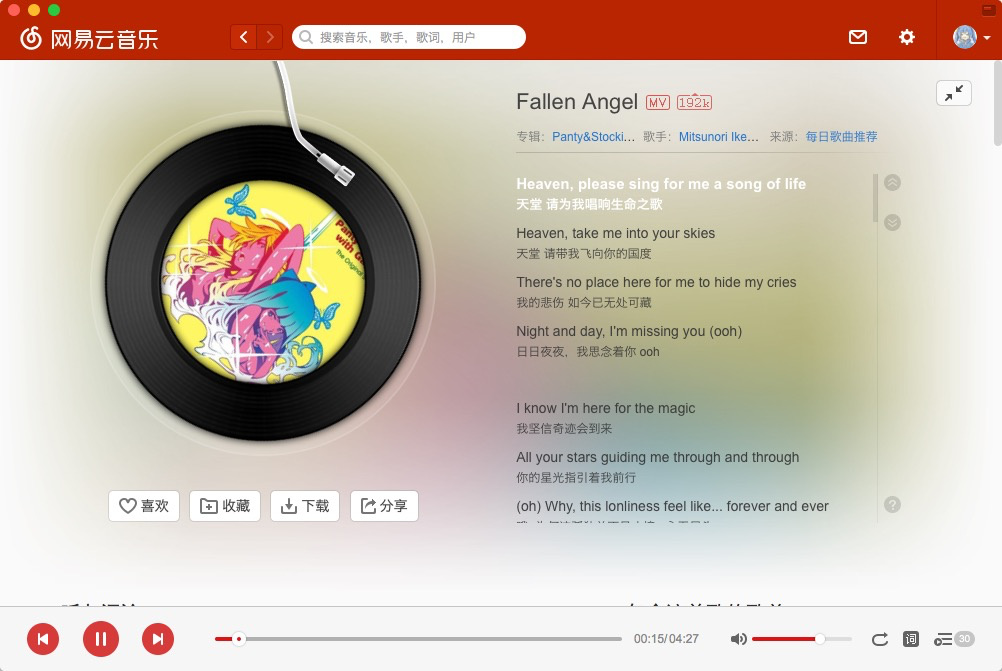 网易云音乐
搜索音乐，歌手，歌词，用户
Fallen Angel MV 192k
专辑： Panty&Stocki... 歌手： Mitsunori Ike... 来源： 每日歌曲推荐
Heaven, please sing for me a song of life
天堂 请为我唱响生命之歌
Heaven, take me into your skies
天堂 请带我飞向你的国度
There's no place here for me to hide my cries
我的悲伤 如今已无处可藏
Night and day, I'm missing you (ooh)
日日夜夜，我思念着你 ooh
I know I'm here for the magic
我坚信奇迹会到来
All your stars guiding me through and through
你的星光指引着我前行
(oh) Why, this lonliness feel like... forever and ever
Panty
with G
The Original
喜欢 收藏 下载 分享
00:15/04:27
词 30